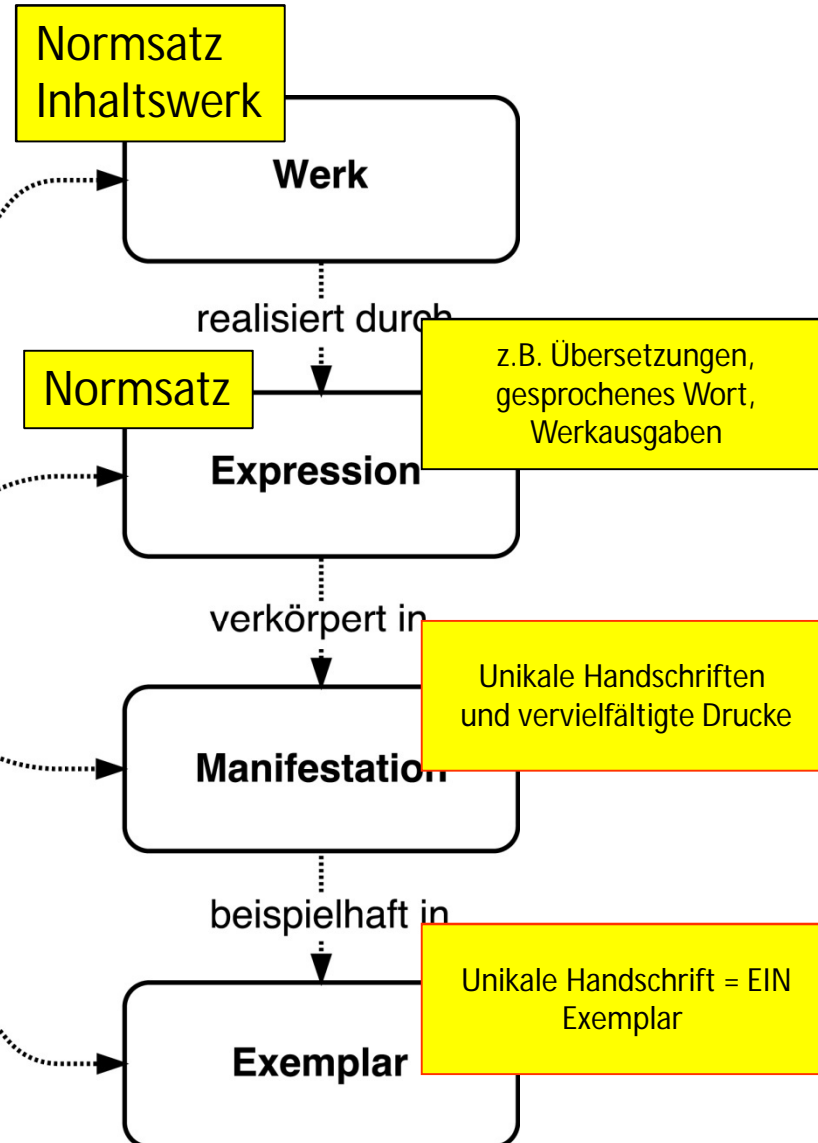 Normsatz
Inhaltswerk
Werk
realisiert durch
z.B. Übersetzungen,
gesprochenes Wort,
Werkausgaben
Normsatz
Expression
verkörpert in
Unikale Handschriften
und vervielfältigte Drucke
Manifestation
beispielhaft in
Unikale Handschrift = EIN
Exemplar
Exemplar